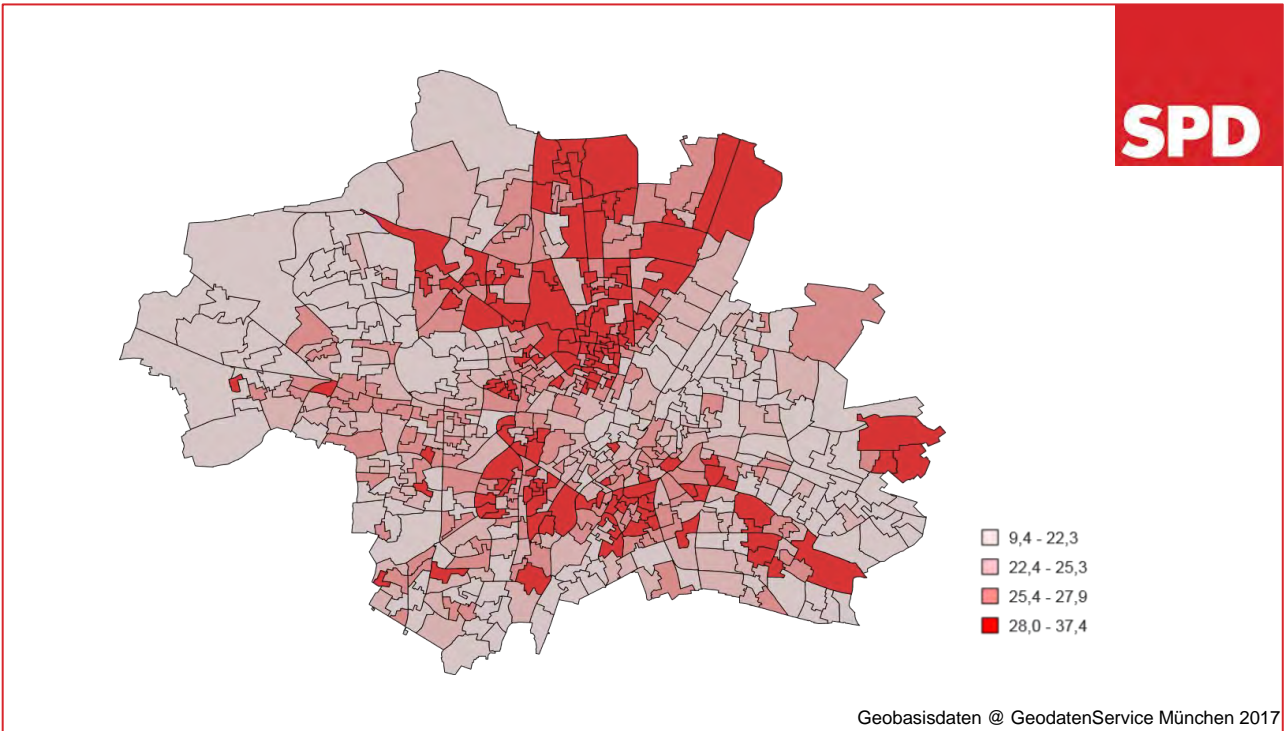 SPD
9,4 - 22,3
22,4 - 25,3
25,4 - 27,9
28,0 - 37,4
Geobasisdaten @ GeodatenService München 2017